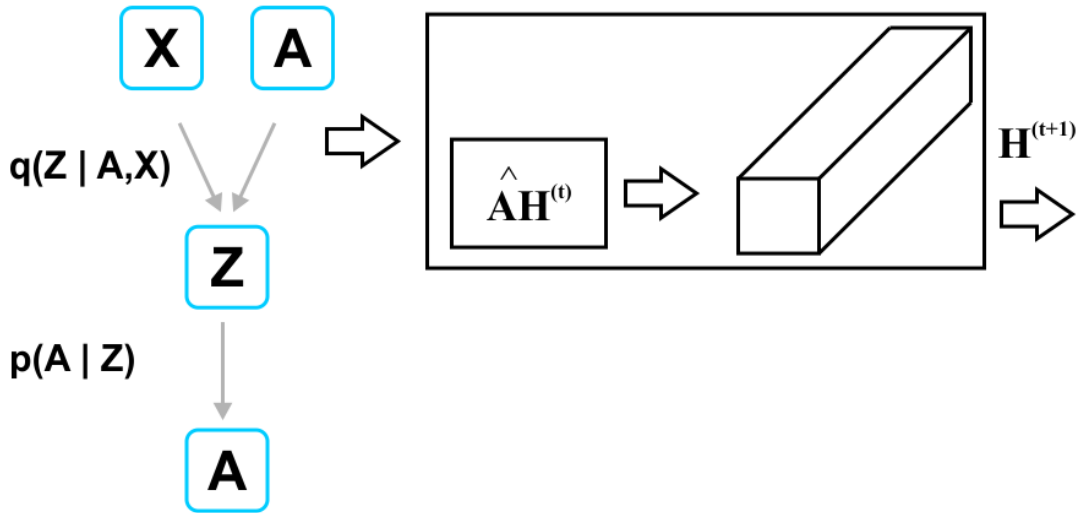 X
A
q(Z | A,X)
Z
p(A | Z)
A
ÂH⁽ᵗ⁾
H⁽ᵗ⁺¹⁾